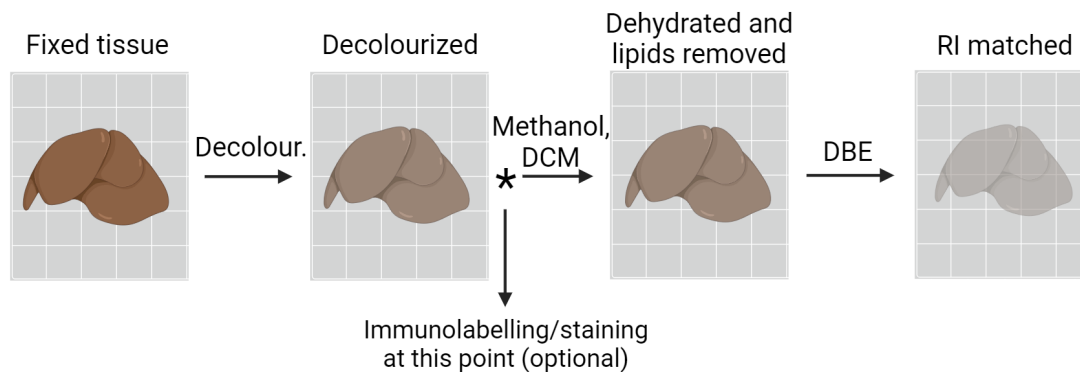 Fixed tissue
Decolour.
Decolourized
*
Methanol,
DCM
Immunolabelling/staining
at this point (optional)
Dehydrated and
lipids removed
DBE
RI matched